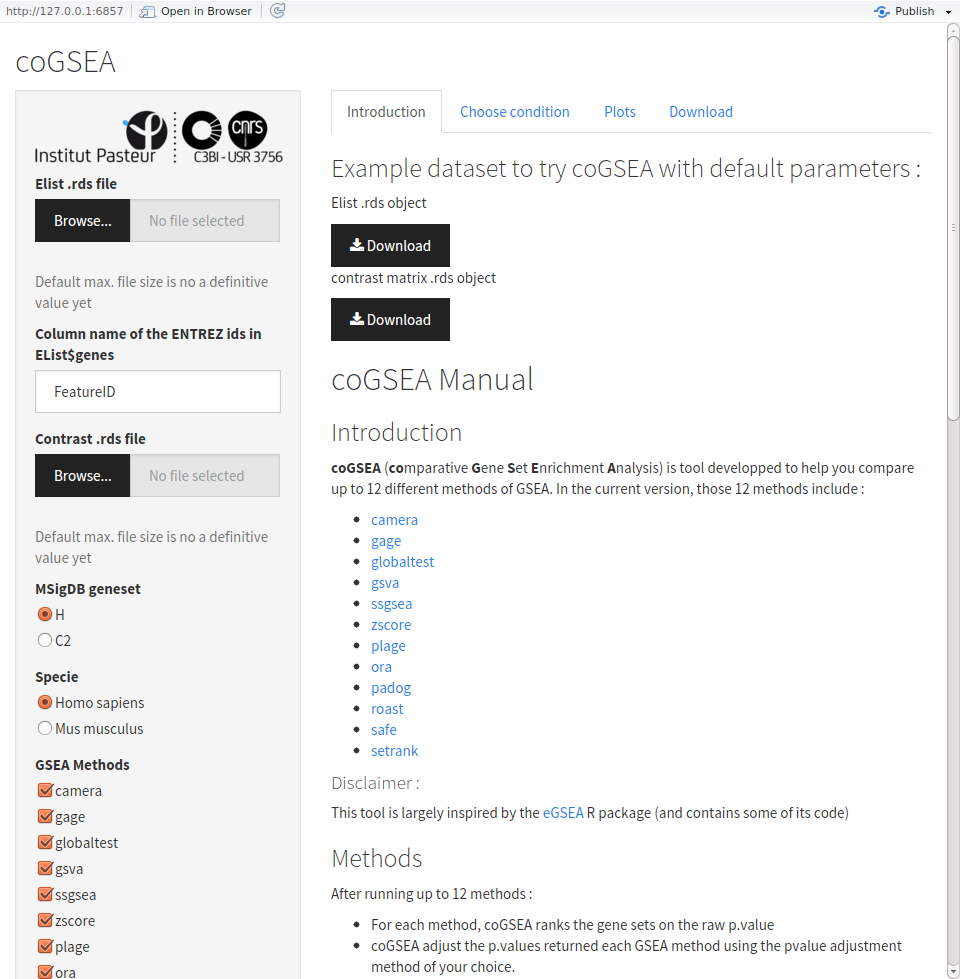 http://127.0.0.1:6857 Open in Browser Publish
coGSEA
Institut Pasteur C3BI - USR 3756
cnrs
Elist .rds file
Browse... No file selected
Default max. file size is no a definitive
value yet
Column name of the ENTREZ ids in
EList$genes
FeatureID
Contrast .rds file
Browse... No file selected
Default max. file size is no a definitive
value yet
MSigDB geneset
H
C2
Specie
Homo sapiens
Mus musculus
GSEA Methods
camera
gage
globaltest
gsva
ssgsea
zscore
plage
ora
Introduction Choose condition Plots Download
Example dataset to try coGSEA with default parameters :
Elist .rds object
Download
contrast matrix .rds object
Download
coGSEA Manual
Introduction
coGSEA (comparative Gene Set Enrichment Analysis) is tool developped to help you compare
up to 12 different methods of GSEA. In the current version, those 12 methods include :
camera
gage
globaltest
gsva
ssgsea
zscore
plage
ora
padog
roast
safe
setrank
Disclaimer :
This tool is largely inspired by the eGSEA R package (and contains some of its code)
Methods
After running up to 12 methods :
For each method, coGSEA ranks the gene sets on the raw p.value
coGSEA adjust the p.values returned each GSEA method using the pvalue adjustment
method of your choice.